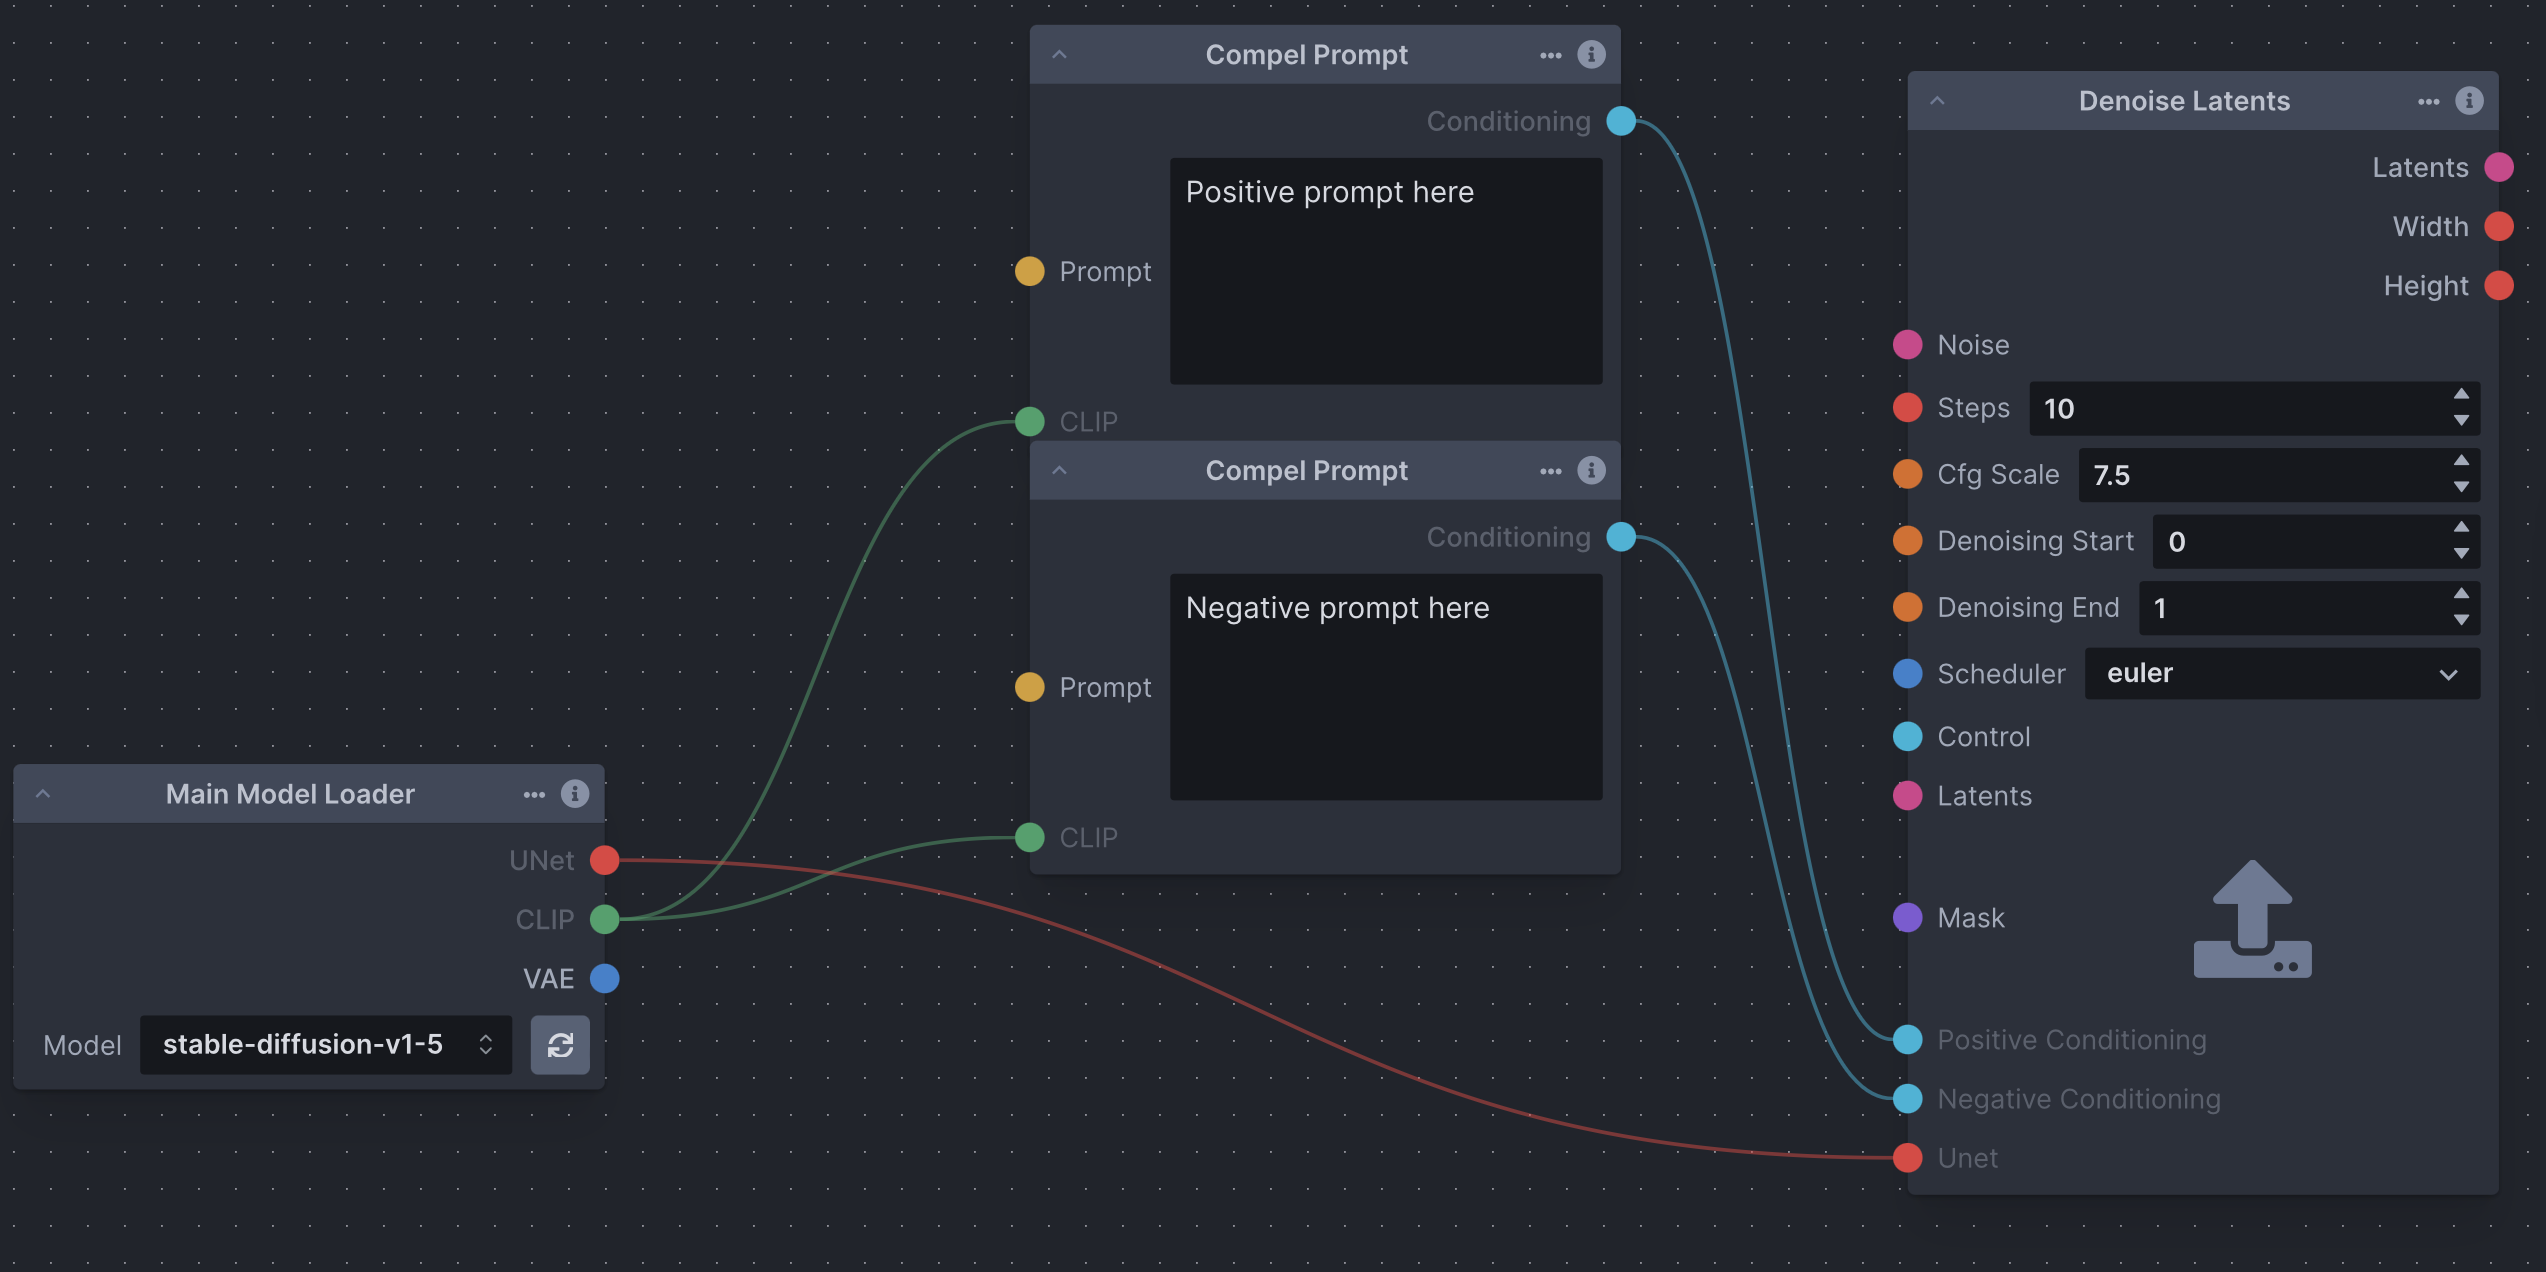 Compel Prompt
Conditioning
Positive prompt here
Prompt
CLIP
Compel Prompt
Conditioning
Negative prompt here
Prompt
CLIP
Main Model Loader
UNet
CLIP
VAE
Model stable-diffusion-v1-5
Denoise Latents
Latents
Width
Height
Noise
Steps 10
Cfg Scale 7.5
Denoising Start 0
Denoising End 1
Scheduler euler
Control
Latents
Mask
Positive Conditioning
Negative Conditioning
Unet